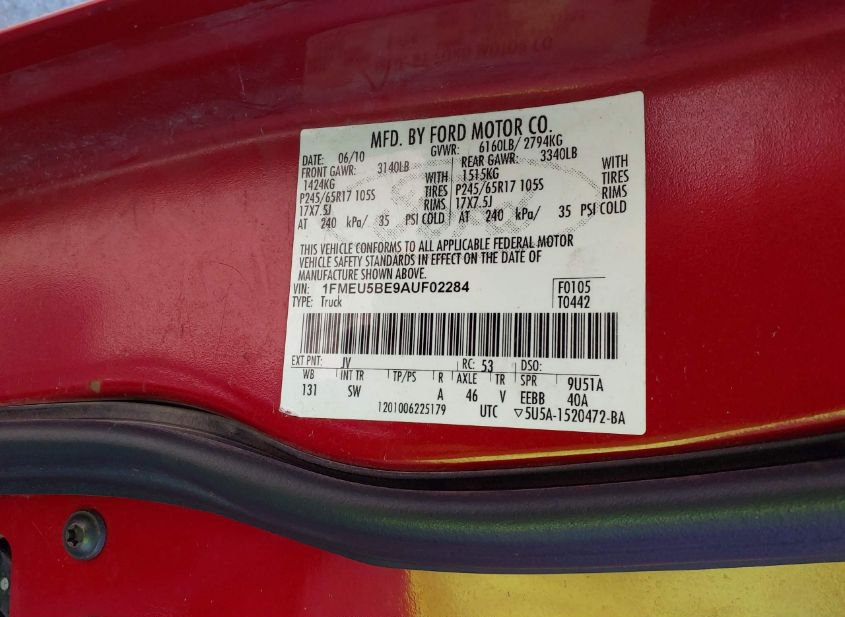 MFD. BY FORD MOTOR CO.
DATE: 06/10 GVWR: 6160LB/ 2794KG
FRONT GAWR: 3140LB REAR GAWR: 3340LB
1424KG WITH 1515KG WITH
P245/65R17 105S TIRES P245/65R17 105S TIRES
17X7.5J RIMS 17X7.5J RIMS
AT 240 kPa/ 35 PSI COLD AT 240 kPa/ 35 PSI COLD
THIS VEHICLE CONFORMS TO ALL APPLICABLE FEDERAL MOTOR
VEHICLE SAFETY STANDARDS IN EFFECT ON THE DATE OF
MANUFACTURE SHOWN ABOVE.
VIN: 1FMEU5BE9AUF02284 F0105
TYPE: Truck T0442
EXT PNT: JV RC: 53 DSO:
WB INT TR TP/PS R AXLE TR SPR 9U51A
131 SW A 46 V EEBB 40A
1201006225179 UTC ▽5U5A-1520472-BA